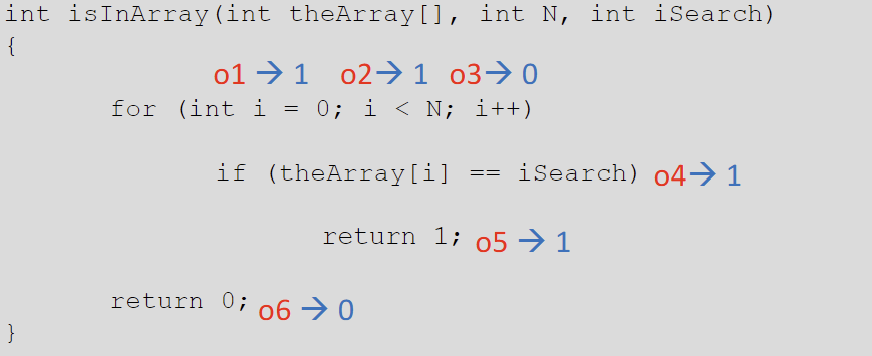 int isInArray(int theArray[], int N, int iSearch)
{
o1 → 1 o2→ 1 o3→ 0
for (int i = 0; i < N; i++)
if (theArray[i] == iSearch) o4→ 1
return 1; o5 → 1
return 0; o6 → 0
}